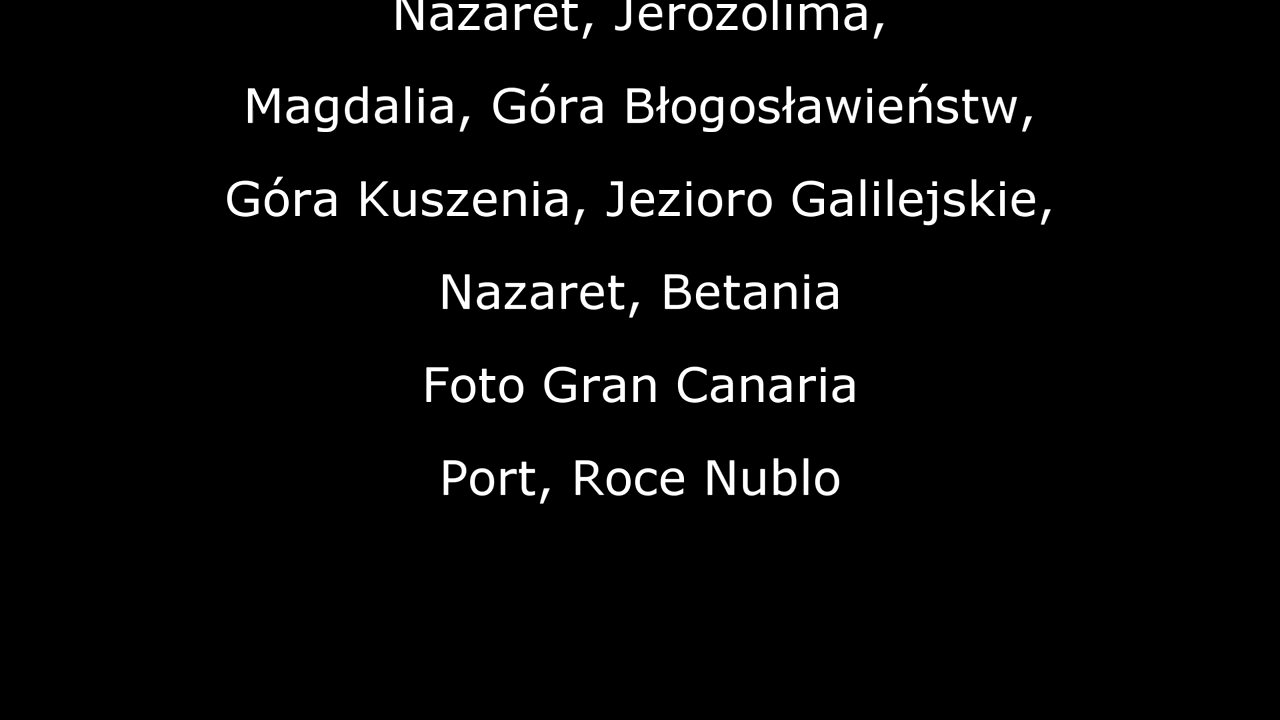 Nazaret, Jerozolima,
Magdalia, Góra Błogosławieństw,
Góra Kuszenia, Jezioro Galilejskie,
Nazaret, Betania
Foto Gran Canaria
Port, Roce Nublo